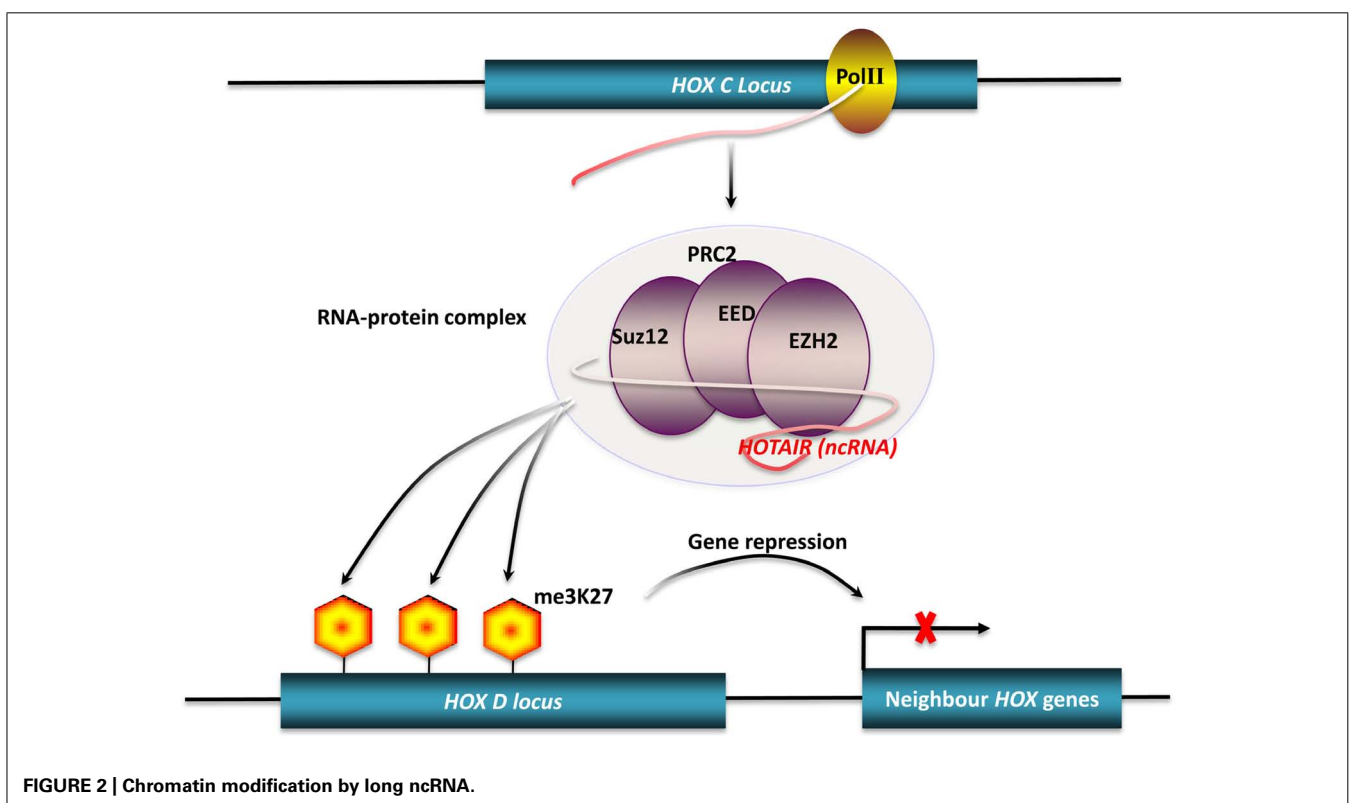 HOX C Locus
PolII
PRC2
RNA-protein complex
EED
Suz12
EZH2
HOTAIR (ncRNA)
Gene repression
me3K27
HOX D locus
Neighbour HOX genes
FIGURE 2 | Chromatin modification by long ncRNA.